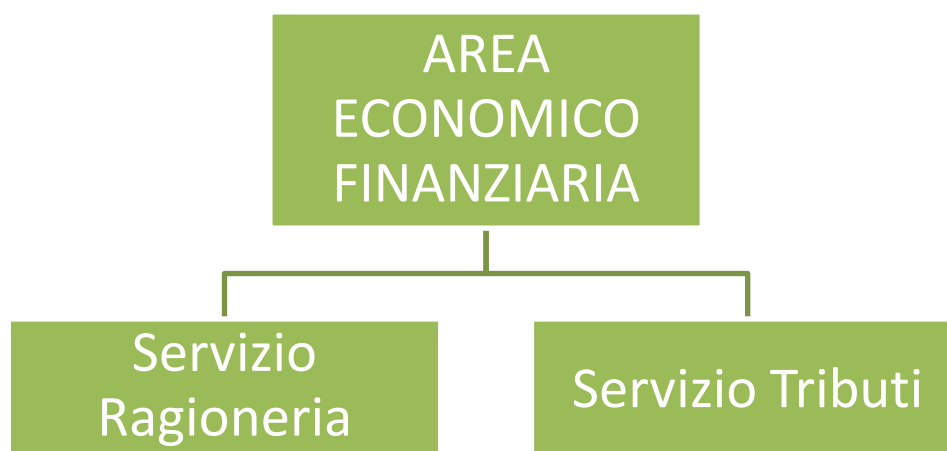 AREA
ECONOMICO
FINANZIARIA
Servizio
Ragioneria
Servizio Tributi